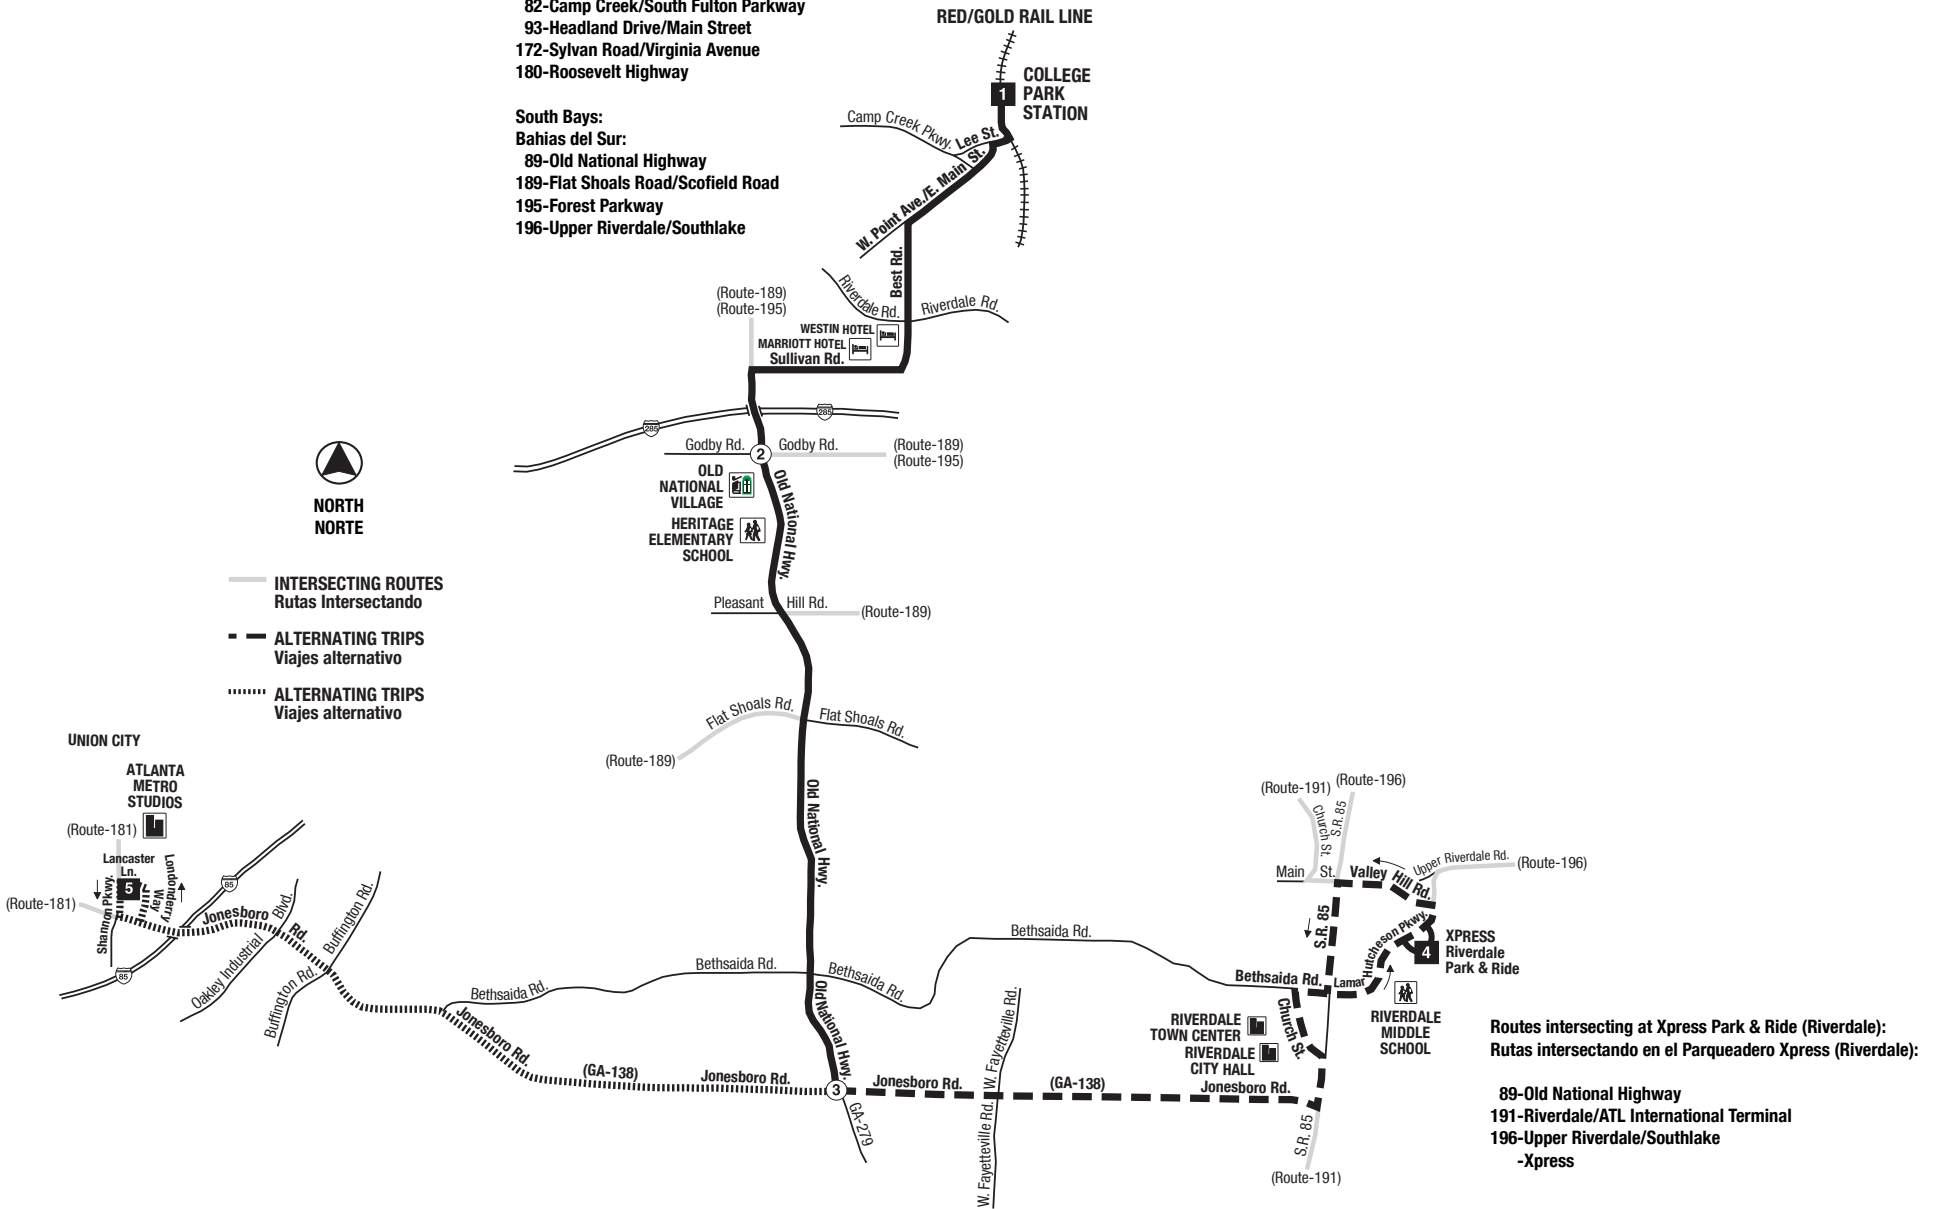 82-Camp Creek/South Fulton Parkway
93-Headland Drive/Main Street
172-Sylvan Road/Virginia Avenue
180-Roosevelt Highway
South Bays:
Bahias del Sur:
89-Old National Highway
189-Flat Shoals Road/Scofield Road
195-Forest Parkway
196-Upper Riverdale/Southlake
RED/GOLD RAIL LINE
1
COLLEGE
PARK
STATION
Camp Creek Pkwy.
Lee St.
W. Point Ave./E. Main St.
Best Rd.
Riverdale Rd.
Riverdale Rd.
(Route-189)
(Route-195)
WESTIN HOTEL
MARRIOTT HOTEL
Sullivan Rd.
285
285
Godby Rd.
2
Godby Rd.
(Route-189)
(Route-195)
OLD
NATIONAL
VILLAGE
Old National Hwy.
HERITAGE
ELEMENTARY
SCHOOL
NORTH
NORTE
INTERSECTING ROUTES
Rutas Intersectando
ALTERNATING TRIPS
Viajes alternativo
ALTERNATING TRIPS
Viajes alternativo
Pleasant Hill Rd.
(Route-189)
Flat Shoals Rd.
Flat Shoals Rd.
(Route-189)
Old National Hwy.
UNION CITY
ATLANTA
METRO
STUDIOS
(Route-181)
Lancaster
Ln.
5
Londonderry
Way
Shannon Pkwy.
(Route-181)
85
85
Jonesboro Rd.
Oakley Industrial Blvd.
Buffington Rd.
Buffington Rd.
Bethsaida Rd.
Bethsaida Rd.
Bethsaida Rd.
Bethsaida Rd.
Old National Hwy.
Jonesboro Rd.
(GA-138)
Jonesboro Rd.
3
GA-279
Jonesboro Rd.
(GA-138)
Jonesboro Rd.
W. Fayetteville Rd.
W. Fayetteville Rd.
(Route-191)
(Route-196)
Church St.
S.R. 85
Main St.
Valley Hill Rd.
Upper Riverdale Rd.
(Route-196)
S.R. 85
Bethsaida Rd.
Lamar Hutcheson Pkwy.
4
XPRESS
Riverdale
Park & Ride
RIVERDALE
MIDDLE
SCHOOL
Church St.
RIVERDALE
TOWN CENTER
RIVERDALE
CITY HALL
S.R. 85
(Route-191)
Routes intersecting at Xpress Park & Ride (Riverdale):
Rutas intersectando en el Parqueadero Xpress (Riverdale):
89-Old National Highway
191-Riverdale/ATL International Terminal
196-Upper Riverdale/Southlake
-Xpress